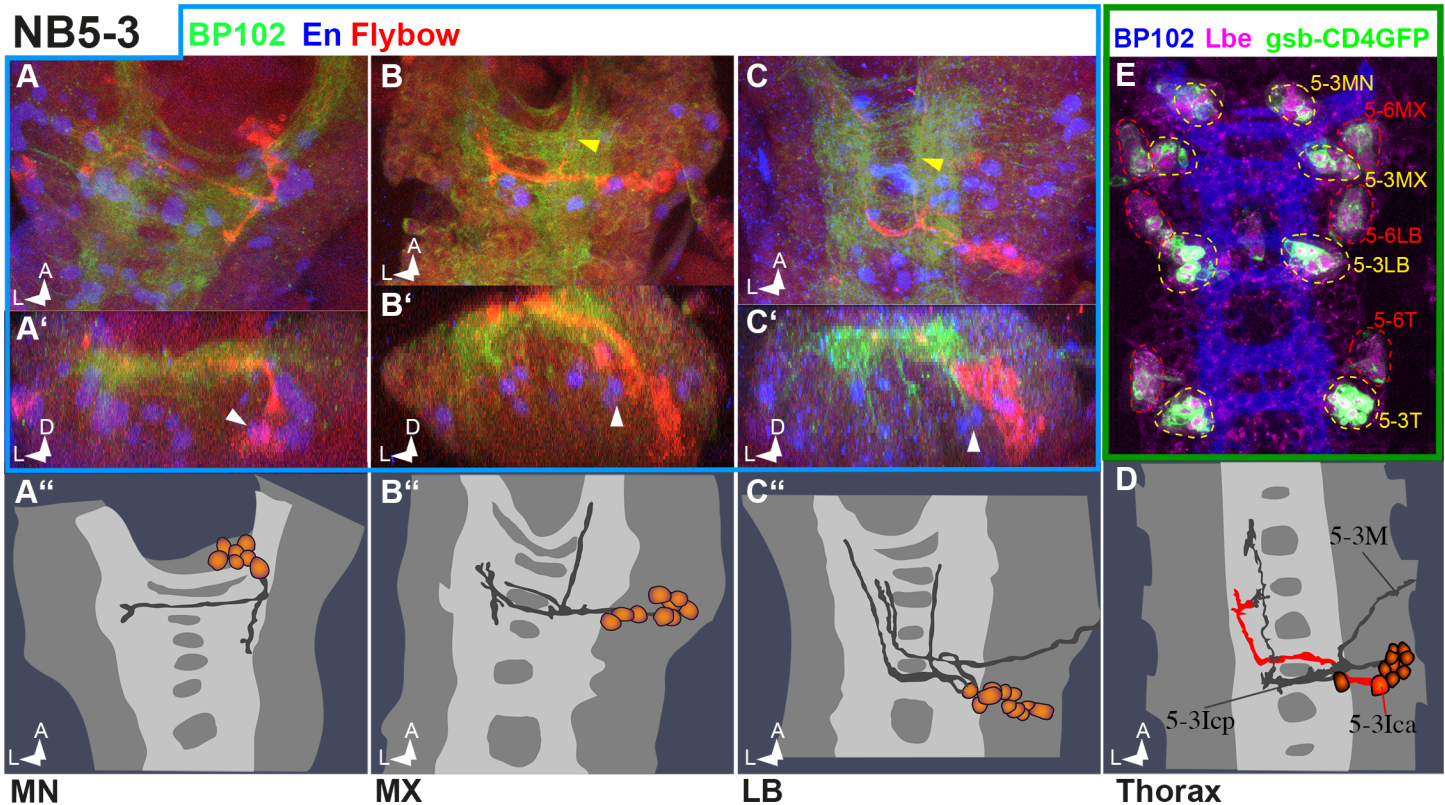 NB5-3
BP102 En Flybow
BP102 Lbe gsb-CD4GFP
A
A
L
B
A
L
C
A
L
E
5-3MN
5-6MX
5-3MX
5-6LB
5-3LB
5-6T
5-3T
A‘
D
L
B‘
D
L
C‘
D
L
A“
A
L
B“
A
L
C“
A
L
D
5-3M
5-3Icp
5-3Ica
A
L
MN
MX
LB
Thorax